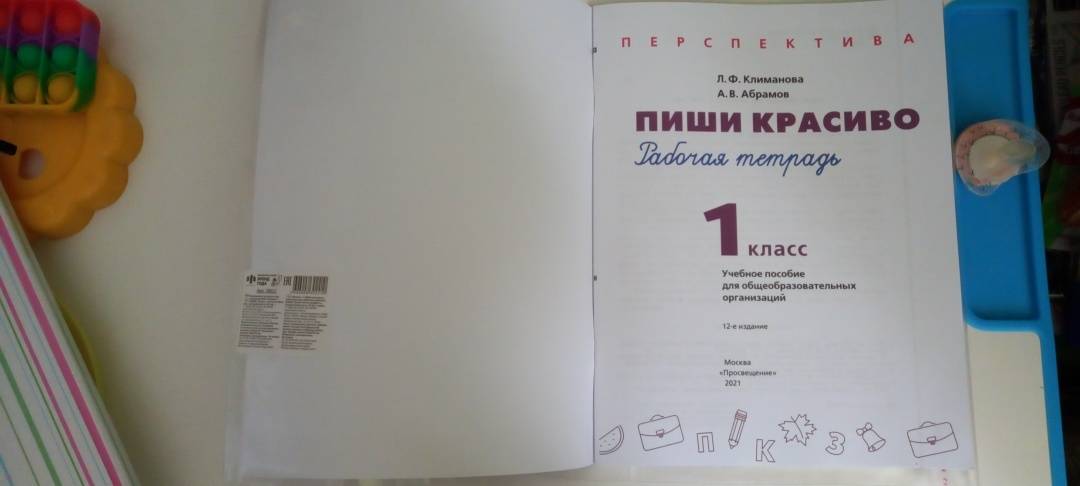 ПЕРСПЕКТИВА
Л. Ф. Климанова
А. В. Абрамов
ПИШИ КРАСИВО
Рабочая тетрадь
1 класс
Учебное пособие
для общеобразовательных
организаций
12-е издание
Москва
«Просвещение»
2021
П К З